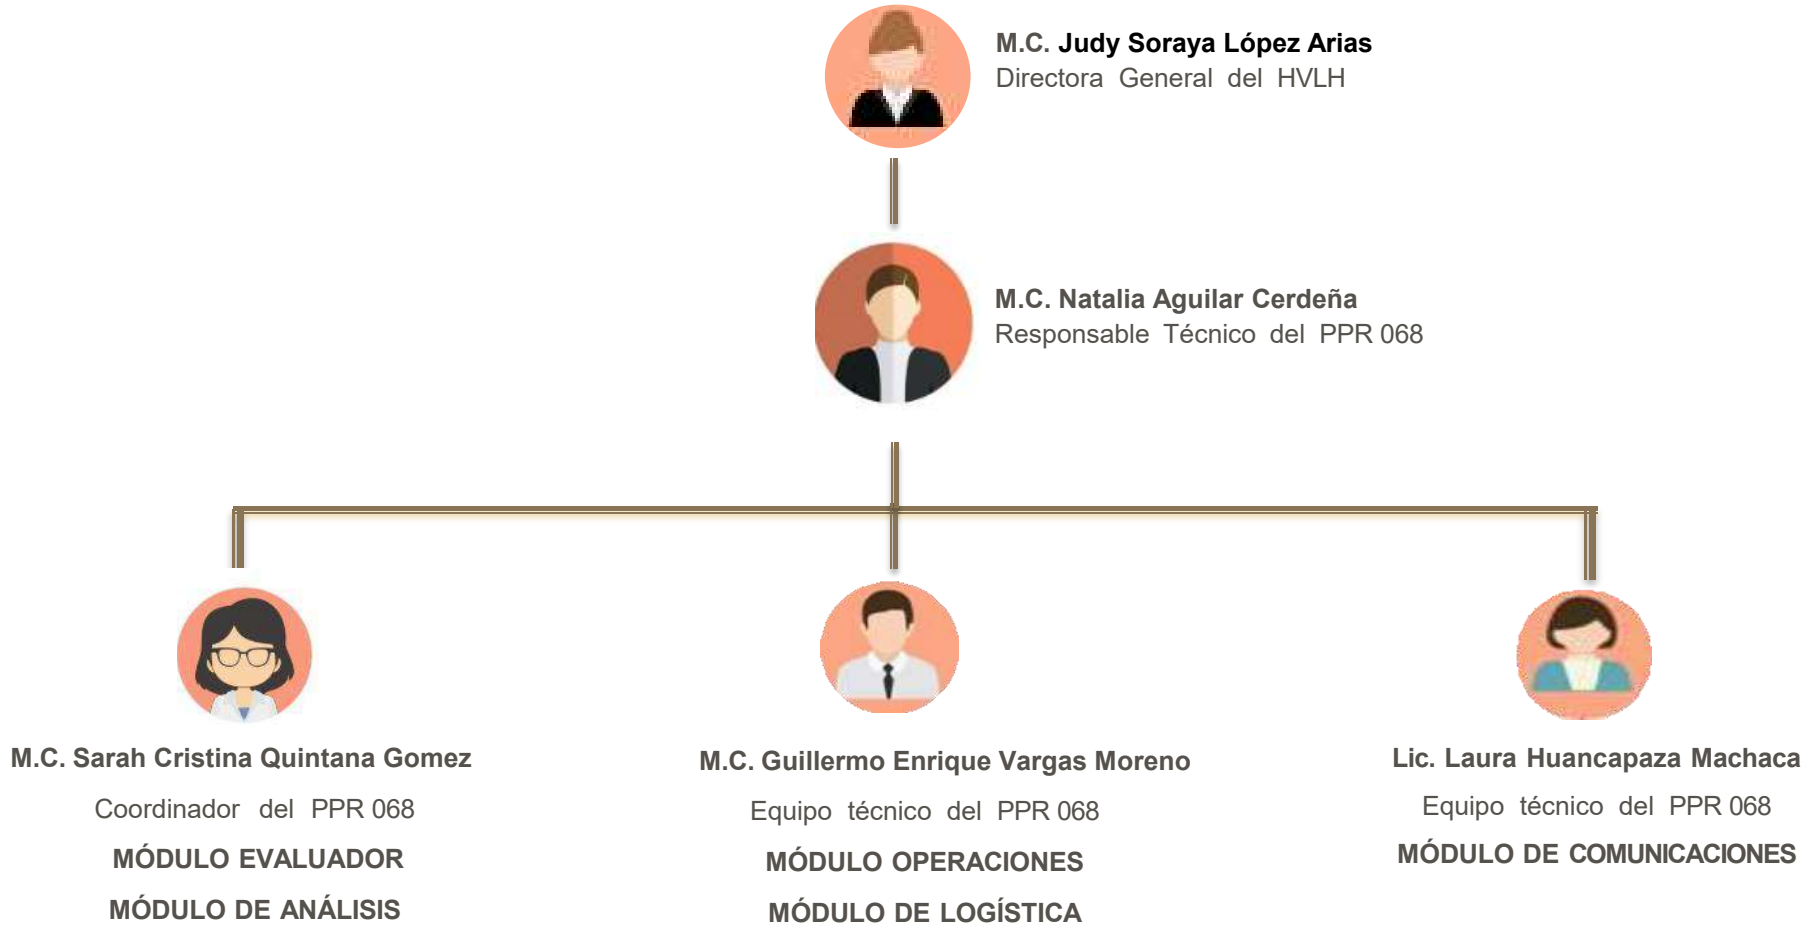 M.C. Judy Soraya López Arias
Directora General del HVLH
M.C. Natalia Aguilar Cerdeña
Responsable Técnico del PPR 068
M.C. Sarah Cristina Quintana Gomez
Coordinador del PPR 068
MÓDULO EVALUADOR
MÓDULO DE ANÁLISIS
M.C. Guillermo Enrique Vargas Moreno
Equipo técnico del PPR 068
MÓDULO OPERACIONES
MÓDULO DE LOGÍSTICA
Lic. Laura Huancapaza Machaca
Equipo técnico del PPR 068
MÓDULO DE COMUNICACIONES